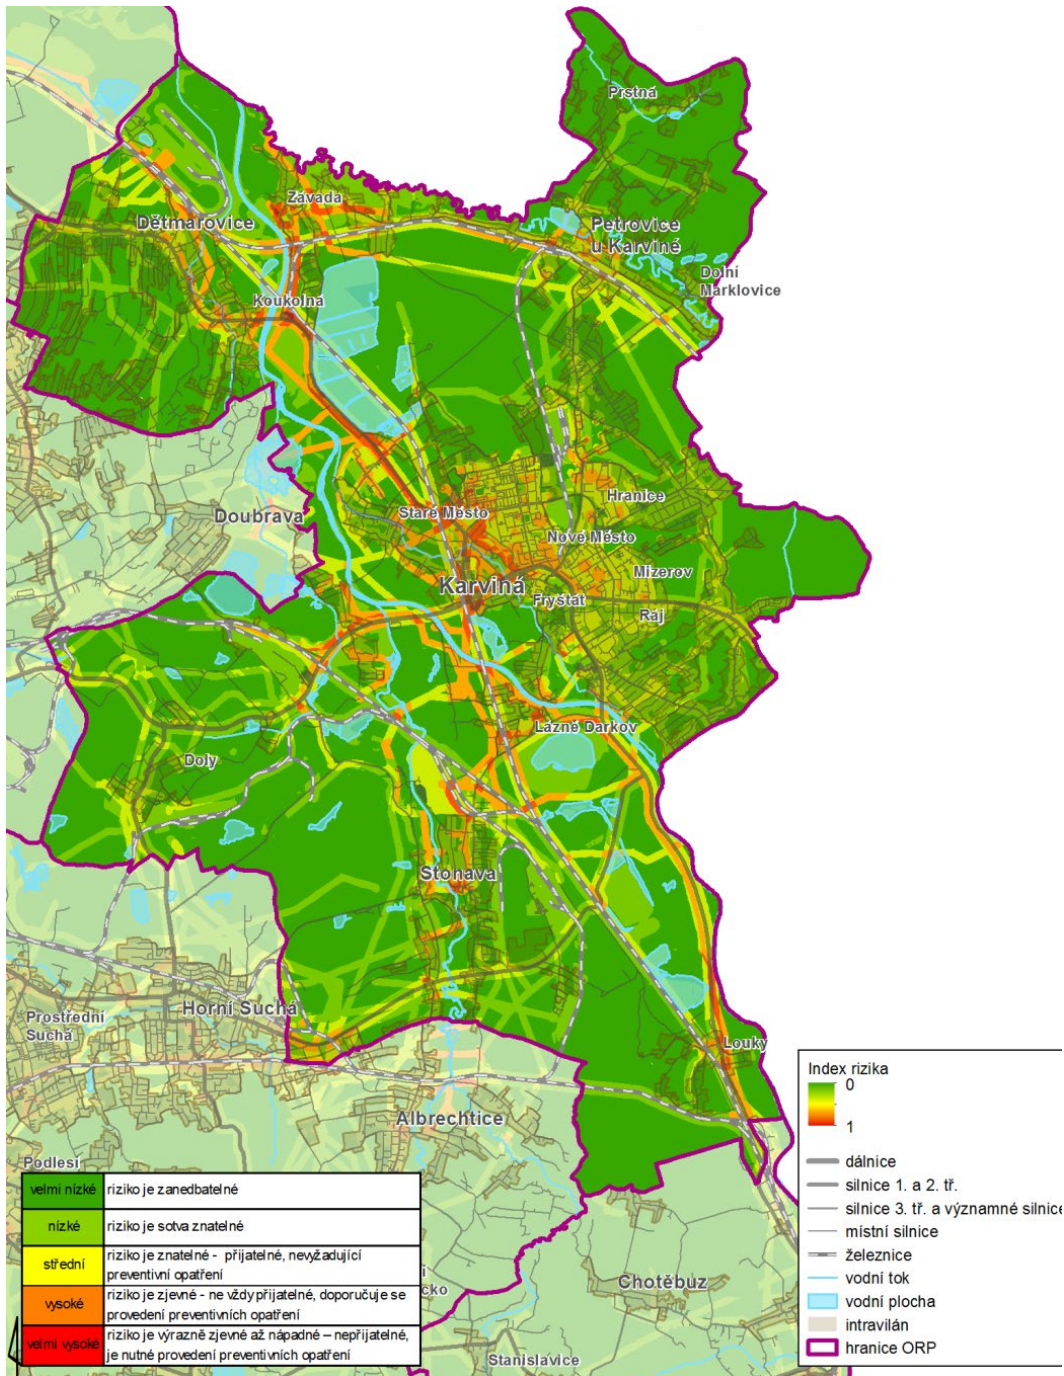 Prstná
Závada
Dětmarovice
Petrovice
u Karviné
Dolní
Marklovice
Koukolná
Hranice
Staré Město
Doubrava
Nové Město
Mizerov
Karviná
Fryštát
Ráj
Lázně Darkov
Doly
Stonava
Horní Suchá
Prostřední
Suchá
Louky
Albrechtice
Podlesí
Chotěbuz
Stanislavice
Index rizika
0
1
dálnice
silnice 1. a 2. tř.
silnice 3. tř. a významné silnice
místní silnice
železnice
vodní tok
vodní plocha
intravilán
hranice ORP
velmi nízké riziko je zanedbatelné
nízké riziko je sotva znatelné
střední riziko je znatelné - přijatelné, nevyžadující
preventivní opatření
vysoké riziko je zjevné - ne vždy přijatelné, doporučuje se
provedení preventivních opatření
velmi vysoké riziko je výrazně zjevné až nápadné – nepřijatelné,
je nutné provedení preventivních opatření